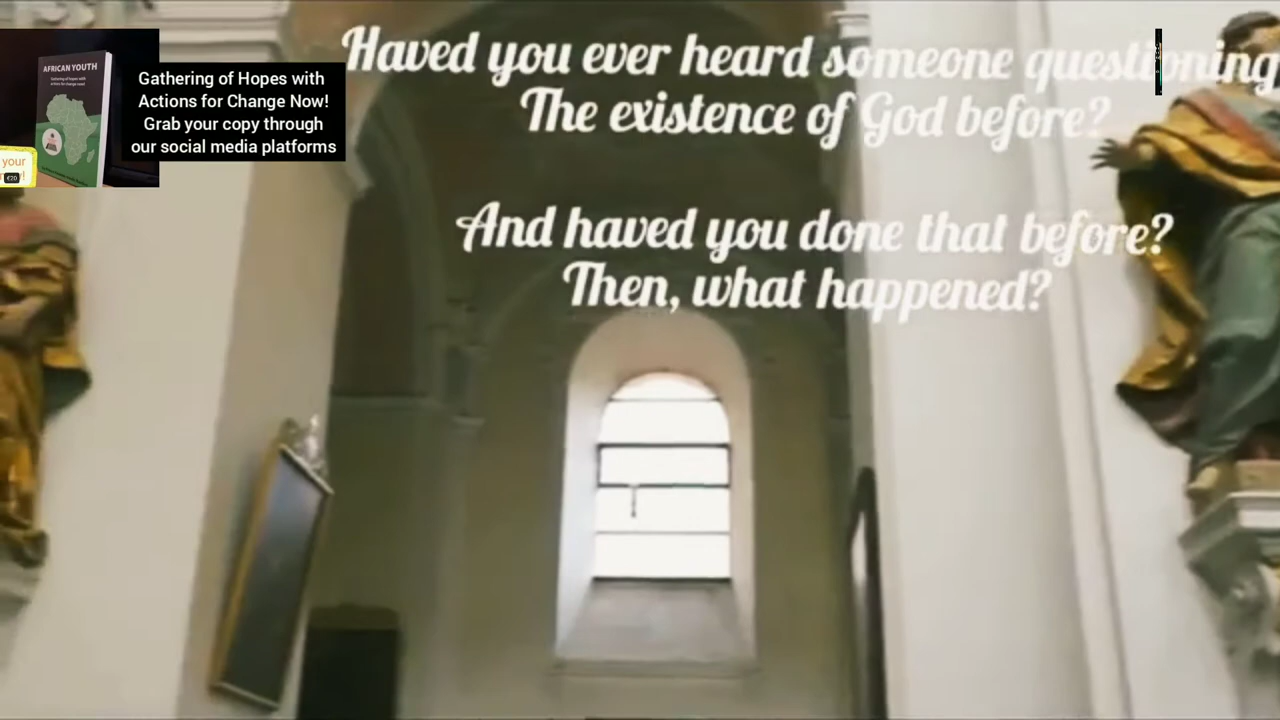 AFRICAN YOUTH
Gathering of Hopes with
Actions for Change Now!
Grab your copy through
our social media platforms
your
€20
Haved you ever heard someone questioning
The existence of God before?
And haved you done that before?
Then, what happened?